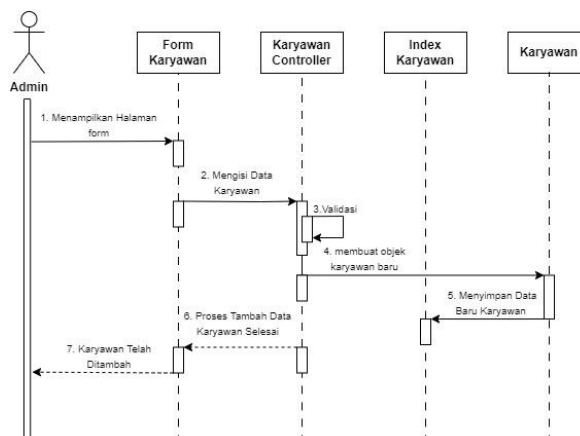 Form
Karyawan
Karyawan
Controller
Index
Karyawan
Karyawan
Admin
1. Menampilkan Halaman
form
2. Mengisi Data
Karyawan
3.Validasi
4. membuat objek
karyawan baru
5. Menyimpan Data
Baru Karyawan
6. Proses Tambah Data
Karyawan Selesai
7. Karyawan Telah
Ditambah